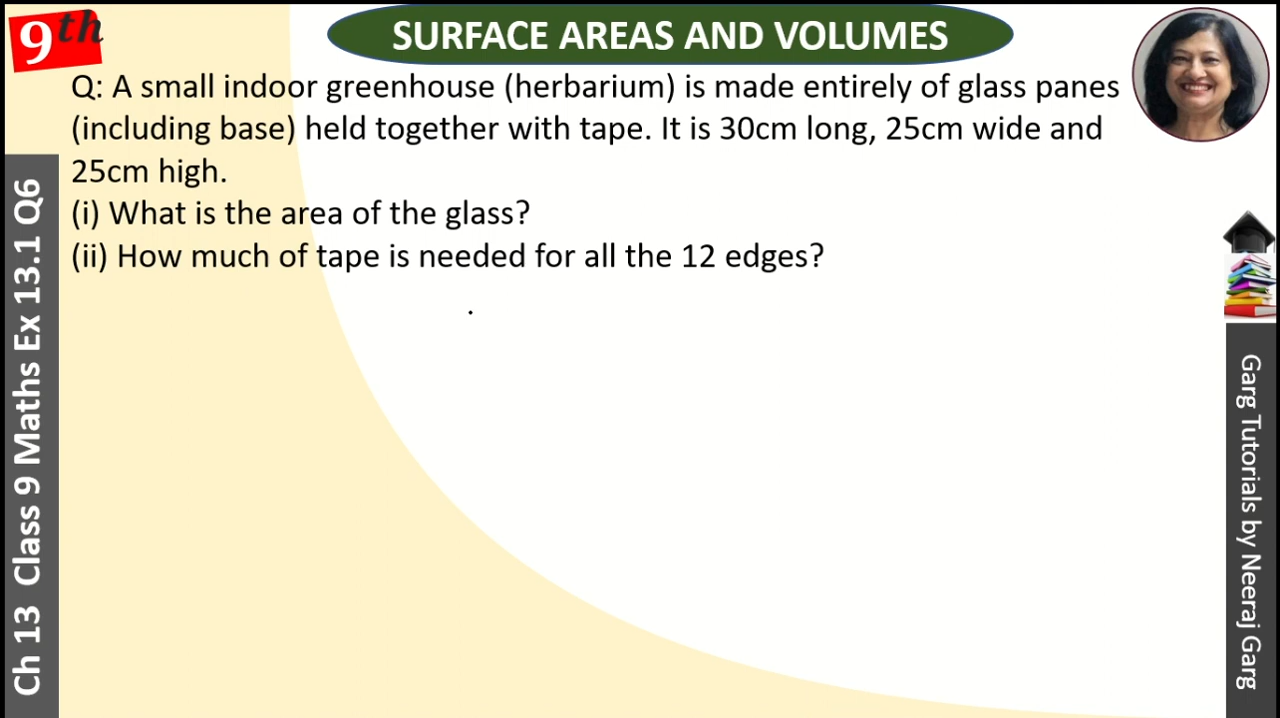 9th
SURFACE AREAS AND VOLUMES
Q: A small indoor greenhouse (herbarium) is made entirely of glass panes
(including base) held together with tape. It is 30cm long, 25cm wide and
25cm high.
(i) What is the area of the glass?
(ii) How much of tape is needed for all the 12 edges?
Ch 13 Class 9 Maths Ex 13.1 Q6
Garg Tutorials by Neeraj Garg